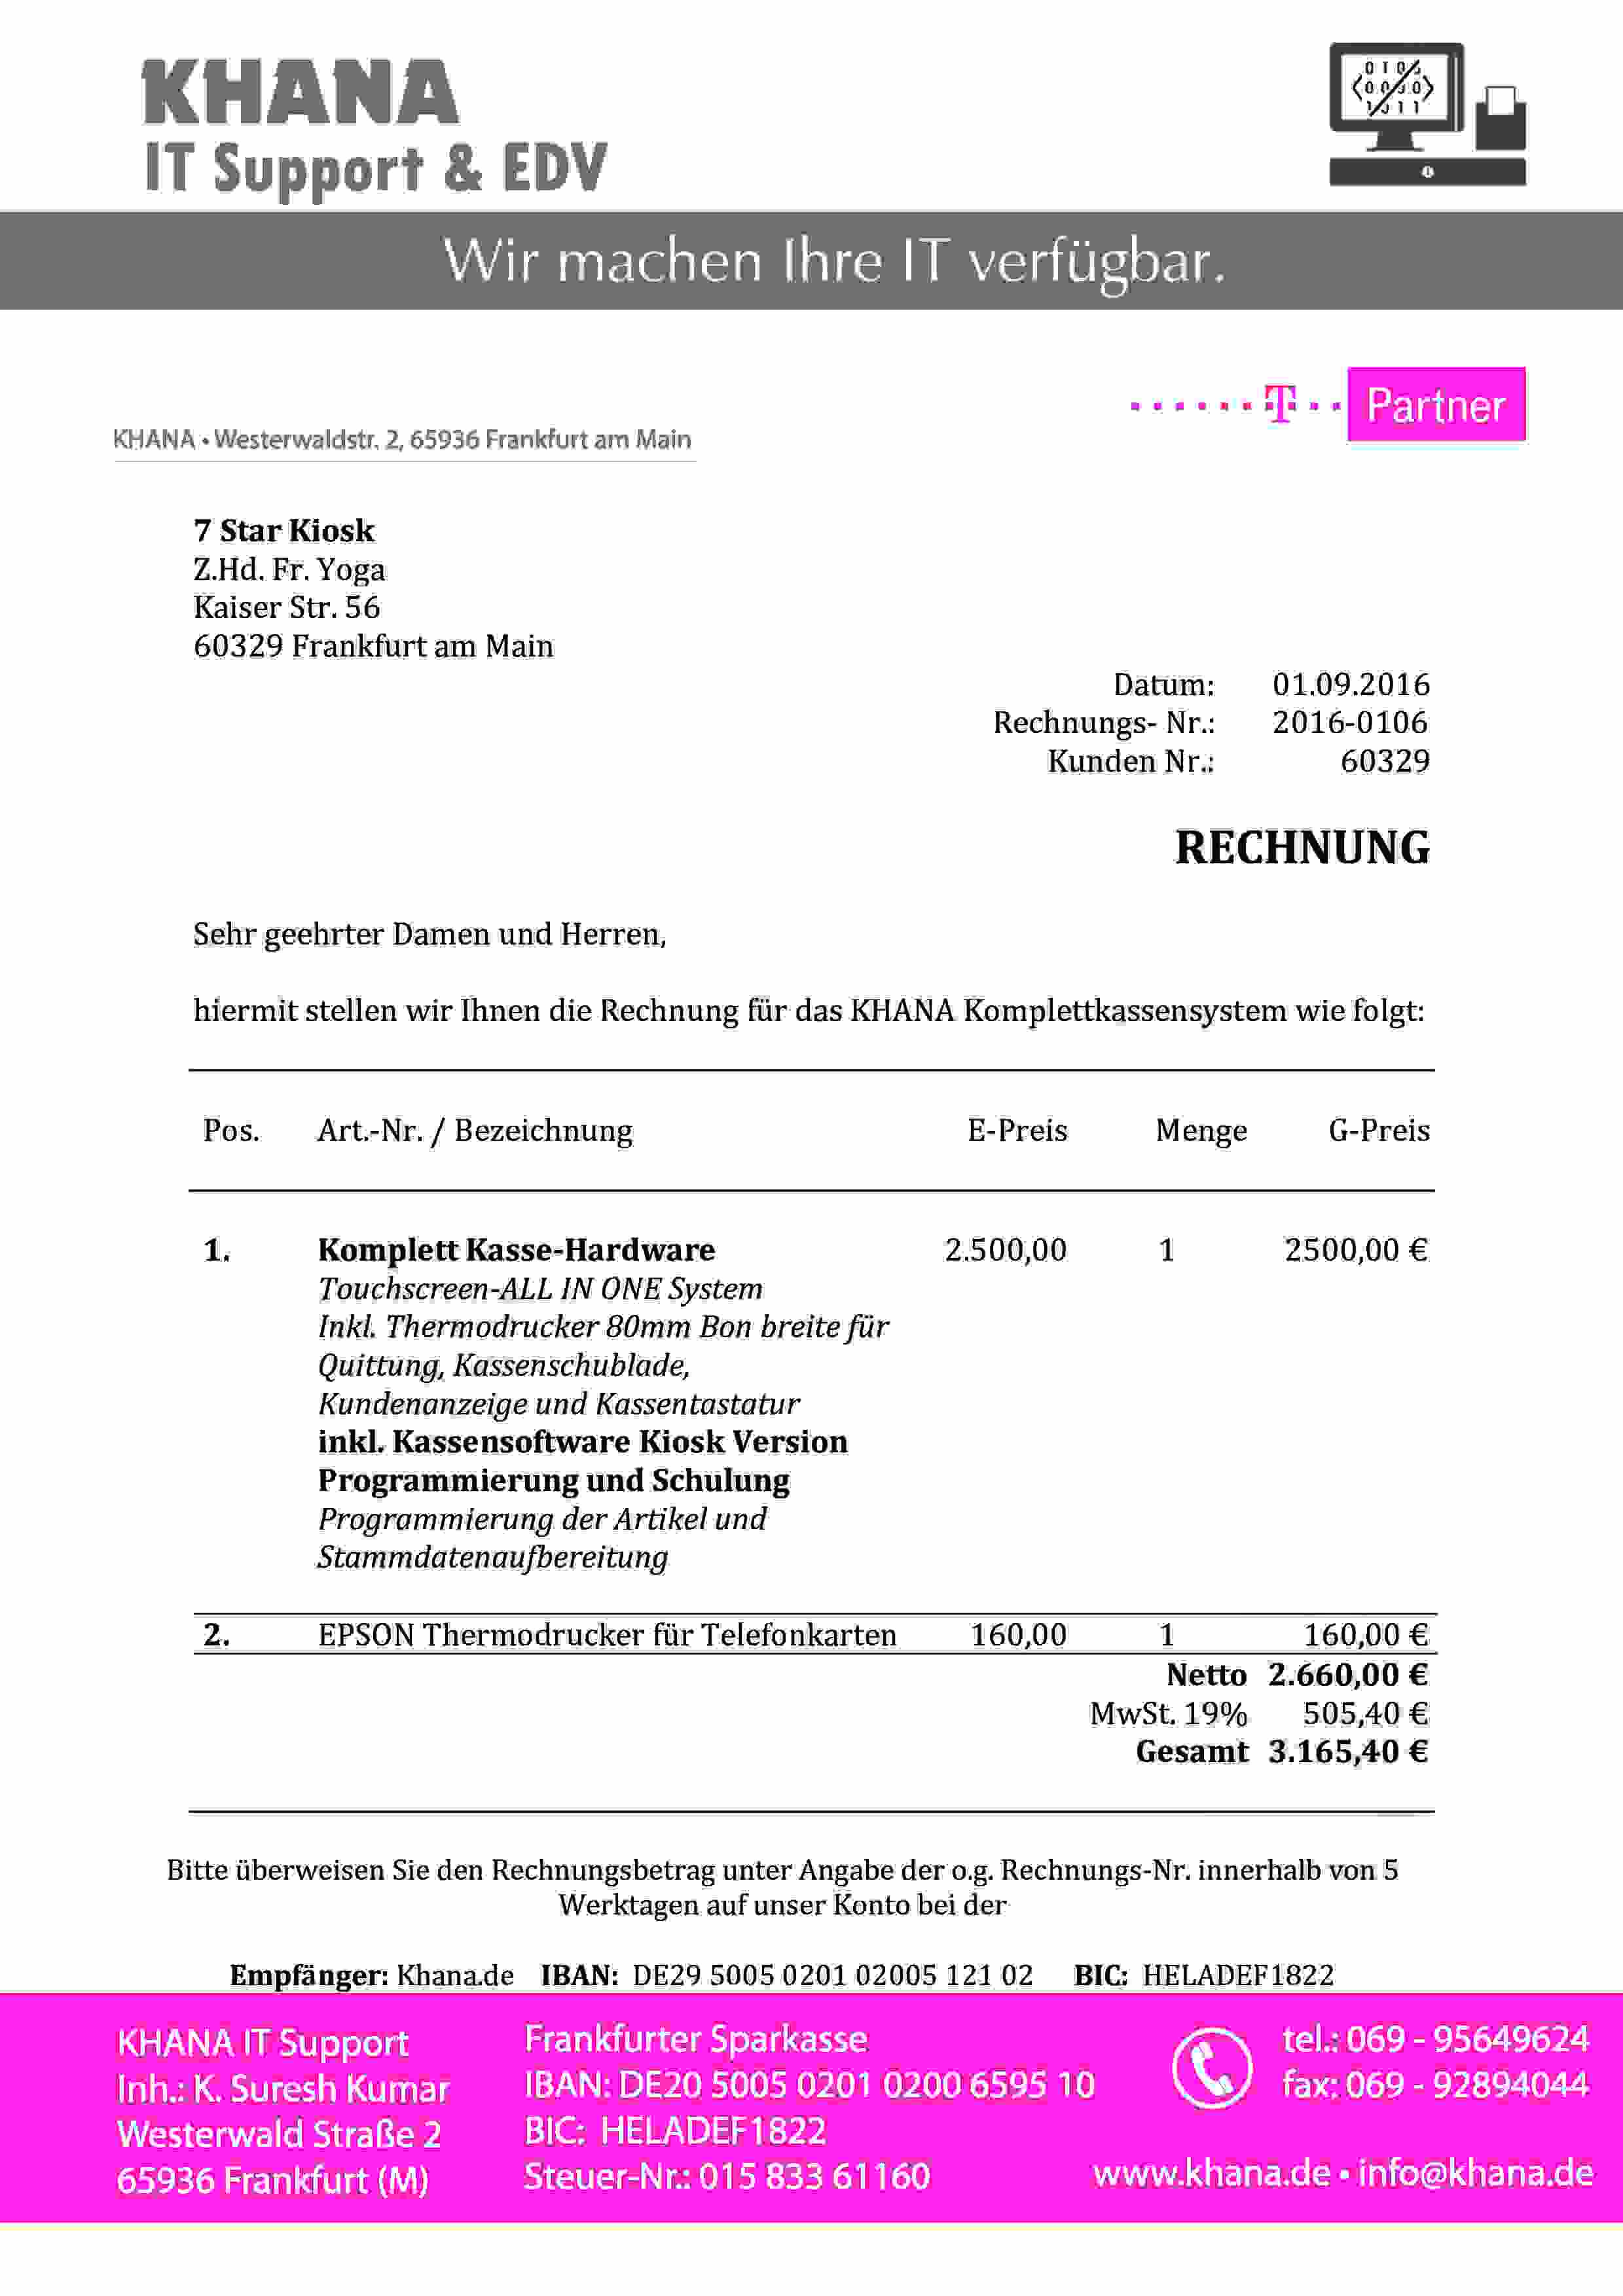 KHANA
IT Support & EDV
Wir machen Ihre IT verfügbar.
T Partner
KHANA • Westerwaldstr. 2, 65936 Frankfurt am Main
7 Star Kiosk
Z.Hd. Fr. Yoga
Kaiser Str. 56
60329 Frankfurt am Main
Datum: 01.09.2016
Rechnungs- Nr.: 2016-0106
Kunden Nr.: 60329
RECHNUNG
Sehr geehrter Damen und Herren,
hiermit stellen wir Ihnen die Rechnung für das KHANA Komplettkassensystem wie folgt:
Pos. Art.-Nr. / Bezeichnung E-Preis Menge G-Preis
1. Komplett Kasse-Hardware 2.500,00 1 2500,00 €
Touchscreen-ALL IN ONE System
Inkl. Thermodrucker 80mm Bon breite für
Quittung, Kassenschublade,
Kundenanzeige und Kassentastatur
inkl. Kassensoftware Kiosk Version
Programmierung und Schulung
Programmierung der Artikel und
Stammdatenaufbereitung
2. EPSON Thermodrucker für Telefonkarten 160,00 1 160,00 €
Netto 2.660,00 €
MwSt. 19% 505,40 €
Gesamt 3.165,40 €
Bitte überweisen Sie den Rechnungsbetrag unter Angabe der o.g. Rechnungs-Nr. innerhalb von 5
Werktagen auf unser Konto bei der
Empfänger: Khana.de IBAN: DE29 5005 0201 02005 121 02 BIC: HELADEF1822
KHANA IT Support
Inh.: K. Suresh Kumar
Westerwald Straße 2
65936 Frankfurt (M)
Frankfurter Sparkasse
IBAN: DE20 5005 0201 0200 6595 10
BIC: HELADEF1822
Steuer-Nr.: 015 833 61160
tel.: 069 - 95649624
fax: 069 - 92894044
www.khana.de • info@khana.de